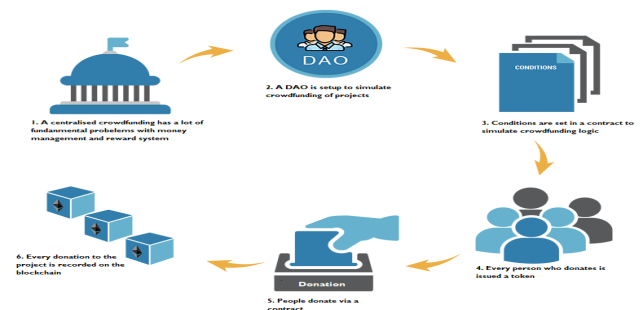 DAO
2. A DAO is setup to simulate
crowdfunding of projects
CONDITIONS
1. A centralised crowdfunding has a lot of
fundanmental probelems with money
management and reward system
3. Conditions are set in a contract to
simulate crowdfunding logic
4. Every person who donates is
issued a token
Donation
5. People donate via a
contract
6. Every donation to the
project is recorded on the
blockchain